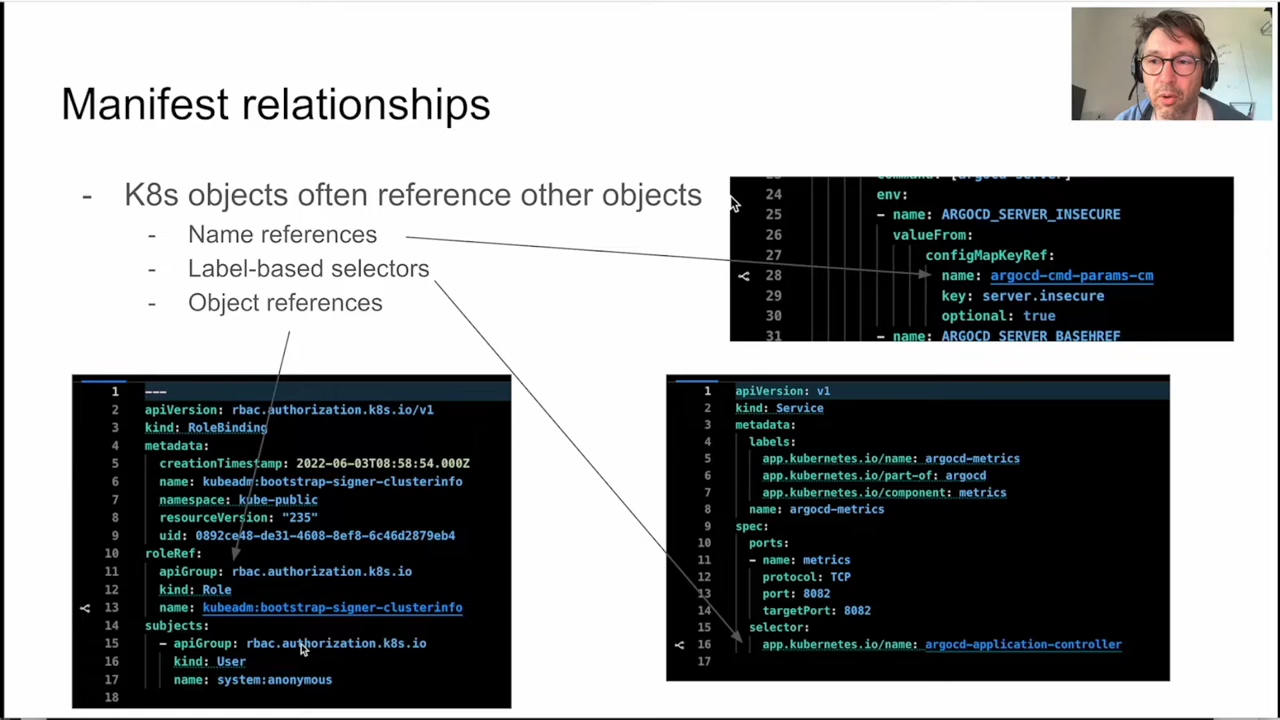 Manifest relationships
- K8s objects often reference other objects
- Name references
- Label-based selectors
- Object references
24 env:
25 - name: ARGOCD_SERVER_INSECURE
26 valueFrom:
27 configMapKeyRef:
28 name: argocd-cmd-params-cm
29 key: server.insecure
30 optional: true
31 - name: ARGOCD_SERVER_BASEHREF
1 ---
2 apiVersion: rbac.authorization.k8s.io/v1
3 kind: RoleBinding
4 metadata:
5 creationTimestamp: 2022-06-03T08:58:54.000Z
6 name: kubeadm:bootstrap-signer-clusterinfo
7 namespace: kube-public
8 resourceVersion: "235"
9 uid: 0892ce48-de31-4608-8ef8-6c46d2879eb4
10 roleRef:
11 apiGroup: rbac.authorization.k8s.io
12 kind: Role
13 name: kubeadm:bootstrap-signer-clusterinfo
14 subjects:
15 - apiGroup: rbac.authorization.k8s.io
16 kind: User
17 name: system:anonymous
18
1 apiVersion: v1
2 kind: Service
3 metadata:
4 labels:
5 app.kubernetes.io/name: argocd-metrics
6 app.kubernetes.io/part-of: argocd
7 app.kubernetes.io/component: metrics
8 name: argocd-metrics
9 spec:
10 ports:
11 - name: metrics
12 protocol: TCP
13 port: 8082
14 targetPort: 8082
15 selector:
16 app.kubernetes.io/name: argocd-application-controller
17